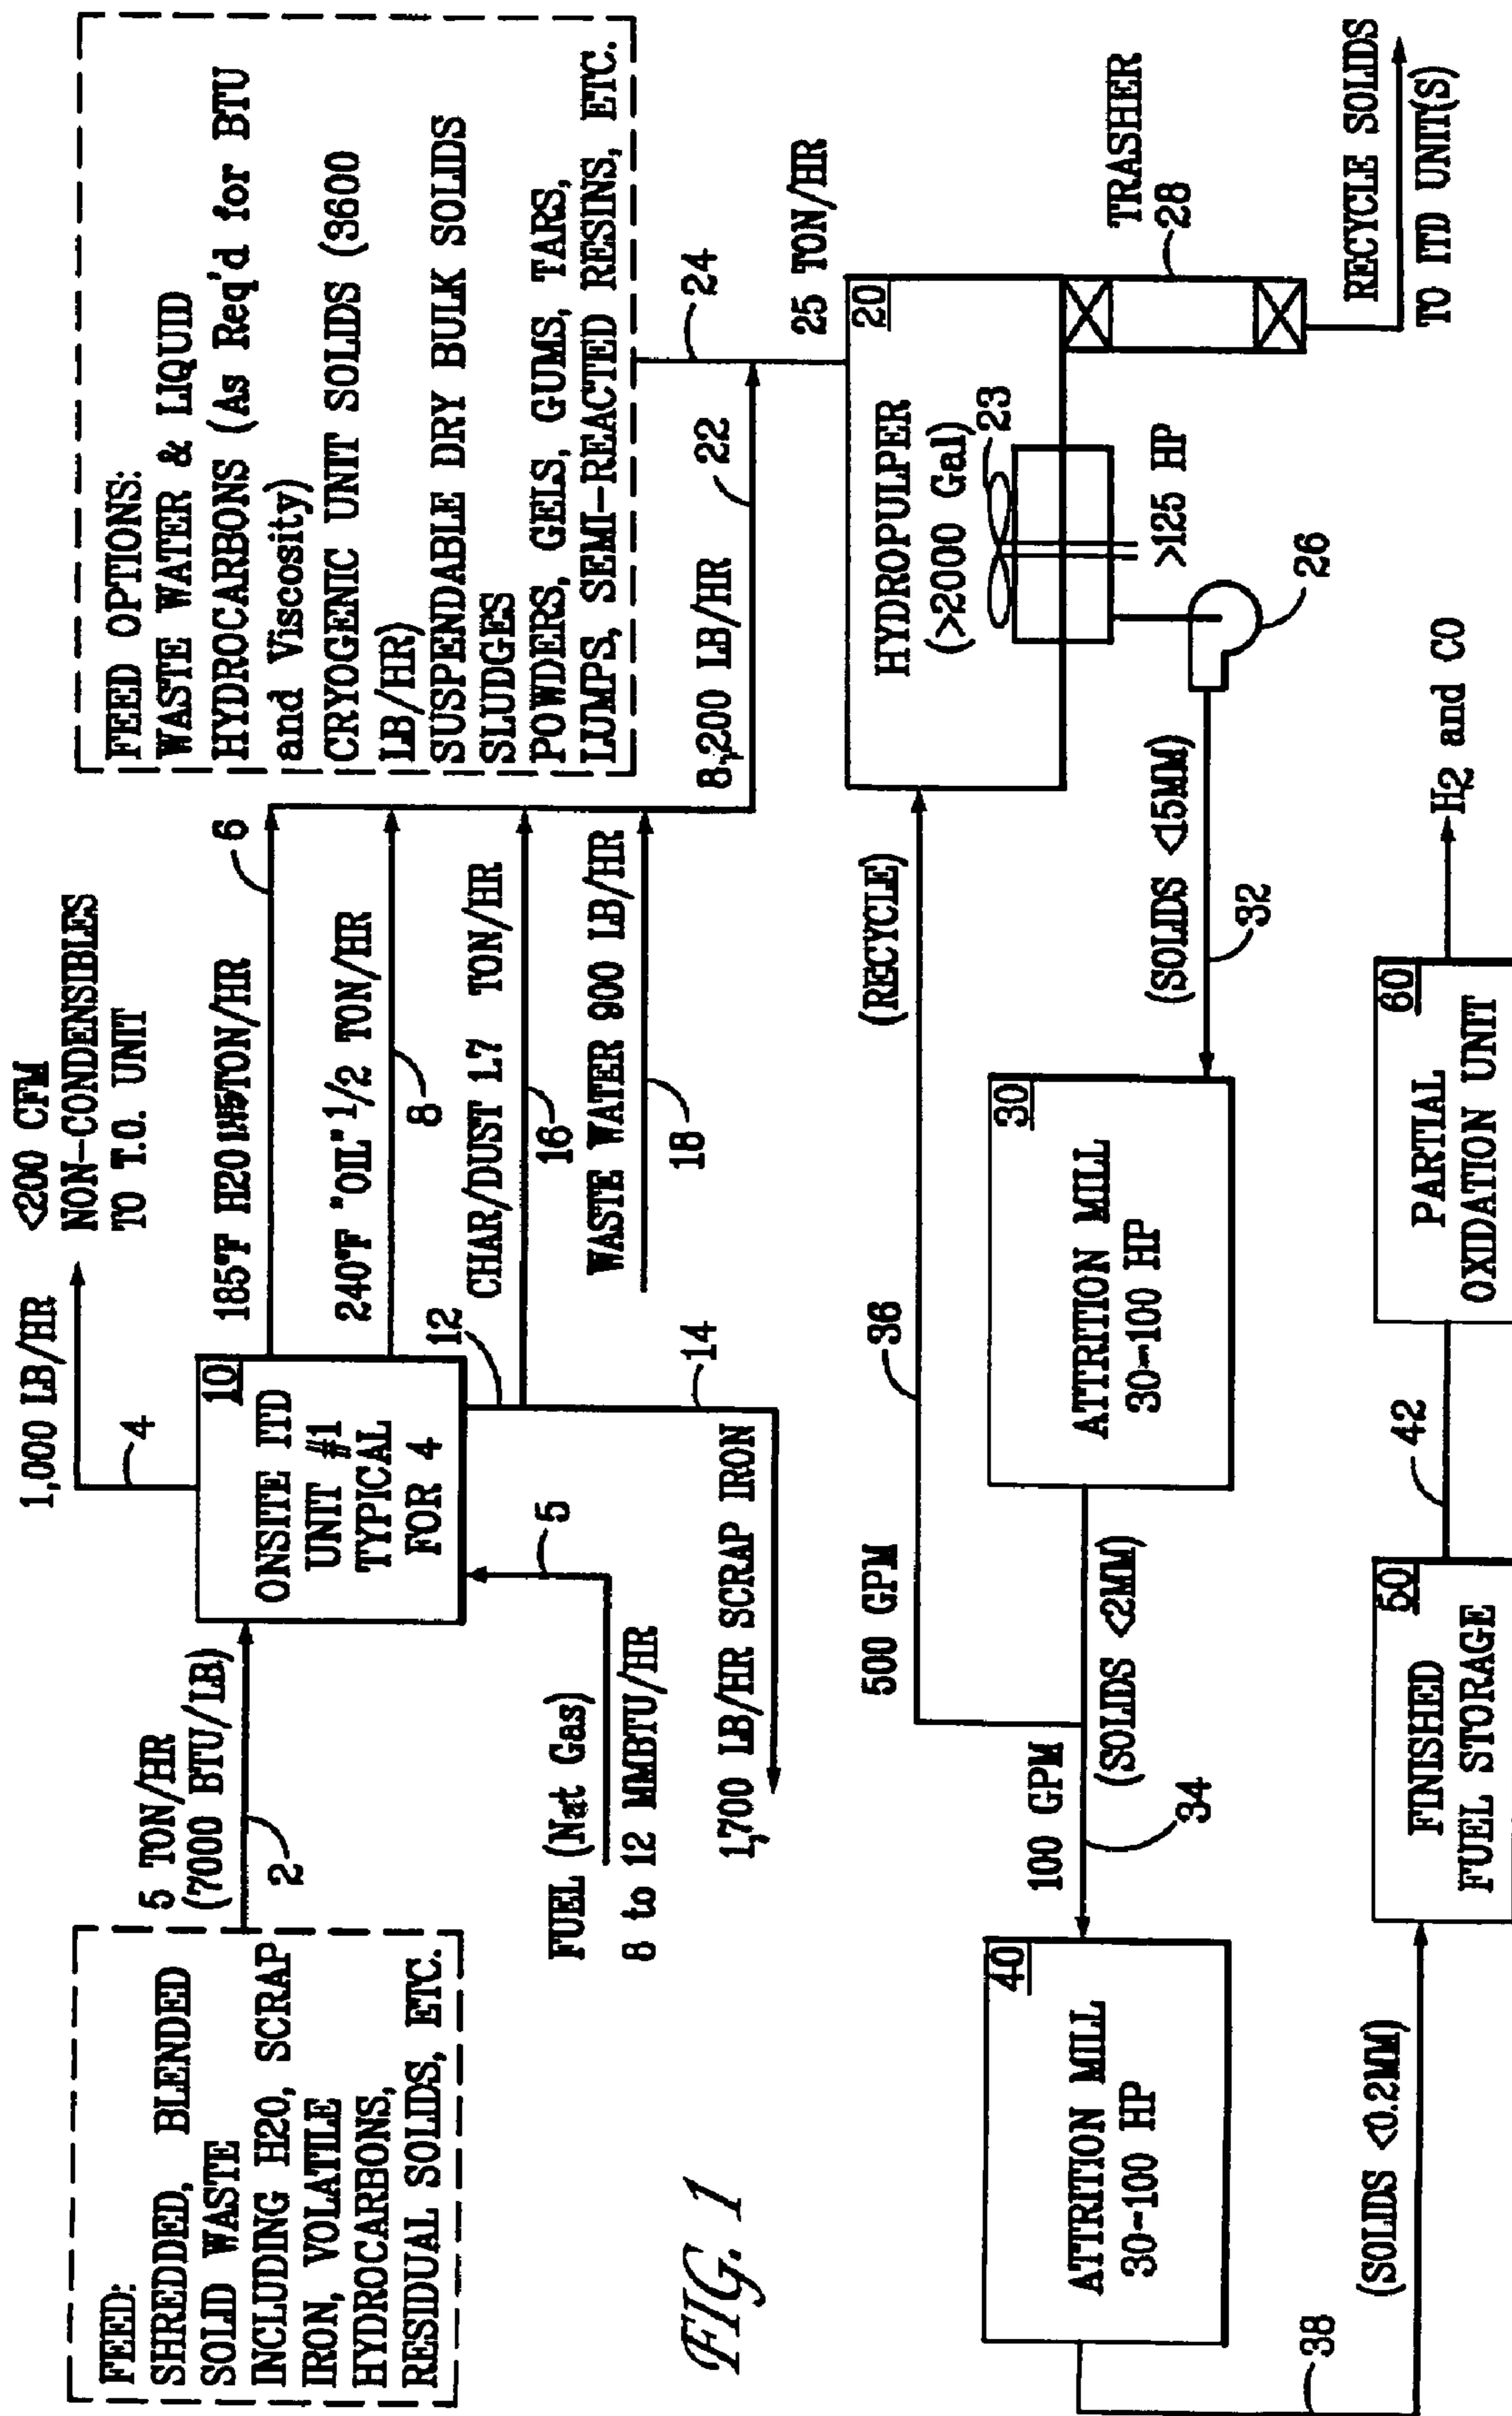 FEED:
SHREDDED, BLENDED
SOLID WASTE
INCLUDING H2O, SCRAP
IRON, VOLATILE
HYDROCARBONS,
RESIDUAL SOLIDS, ETC.
5 TON/HR
(7000 BTU/LB)
2
FUEL (Nat Gas)
8 to 12 MMBTU/HR
5
1,000 LB/HR
4
<200 CFM
NON-CONDENSIBLES
TO T.O. UNIT
10
ONSITE ITD
UNIT #1
TYPICAL
FOR 4
12
14
1,700 LB/HR SCRAP IRON
185°F H2O TON/HR
6
240°F "OIL" 1/2 TON/HR
8
CHAR/DUST 1.7 TON/HR
16
WASTE WATER 900 LB/HR
18
FEED OPTIONS:
WASTE WATER & LIQUID
HYDROCARBONS (As Req'd for BTU
and Viscosity)
CRYOGENIC UNIT SOLIDS (3600
LB/HR)
SUSPENDABLE DRY BULK SOLIDS
SLUDGES
POWDERS, GELS, GUMS, TARS,
LUMPS, SEMI-REACTED RESINS, ETC.
8,200 LB/HR
22
24
25 TON/HR
20
HYDROPULPER
(>2000 Gal)
23
>125 HP
26
TRASHER
28
RECYCLE SOLIDS
TO ITD UNIT(S)
(SOLIDS <15MM)
32
30
ATTRITION MILL
30-100 HP
(RECYCLE)
36
500 GPM
100 GPM
(SOLIDS <2MM)
34
40
ATTRITION MILL
30-100 HP
38
(SOLIDS <0.2MM)
50
FINISHED
FUEL STORAGE
42
60
PARTIAL
OXIDATION UNIT
H2 and CO
FIG. 1